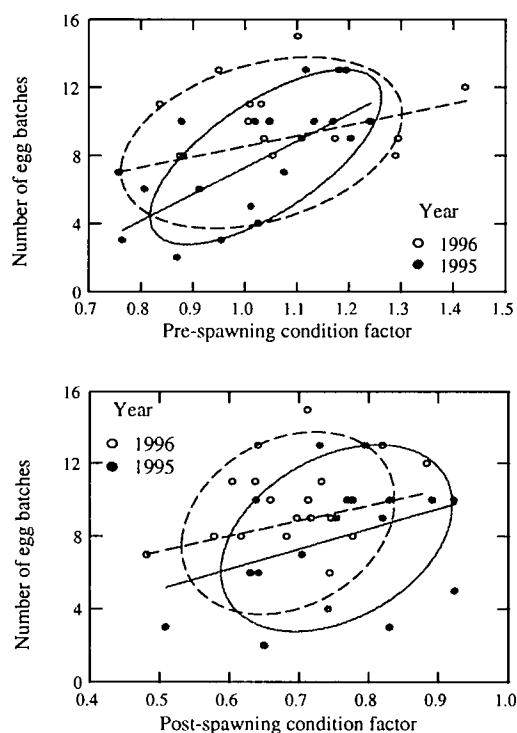 16
12
8
4
0
Number of egg batches
Year
1996
1995
0.7 0.8 0.9 1.0 1.1 1.2 1.3 1.4 1.5
Pre-spawning condition factor
16
12
8
4
0
Number of egg batches
Year
1996
1995
0.4 0.5 0.6 0.7 0.8 0.9 1.0
Post-spawning condition factor